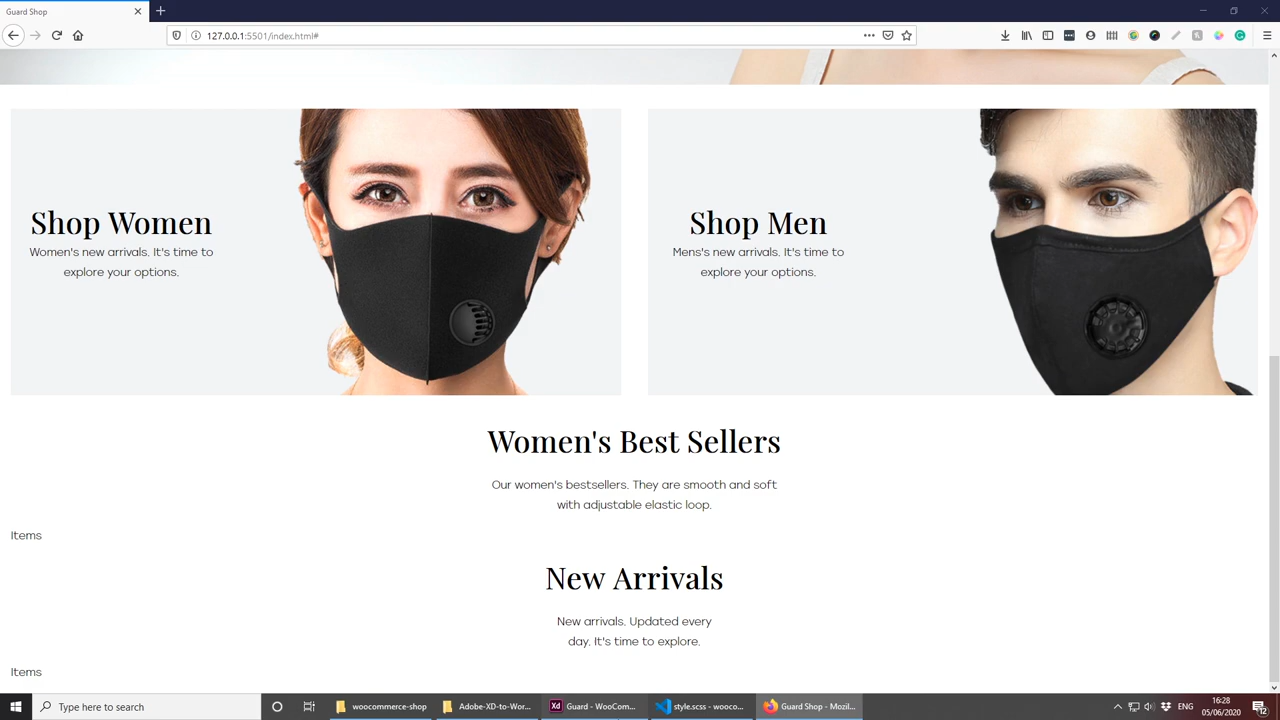 Guard Shop
127.0.0.1:5501/index.html#
Shop Women
Women's new arrivals. It's time to
explore your options.
Shop Men
Mens's new arrivals. It's time to
explore your options.
Women's Best Sellers
Our women's bestsellers. They are smooth and soft
with adjustable elastic loop.
Items
New Arrivals
New arrivals. Updated every
day. It's time to explore.
Items
Type here to search
woocommerce-shop
Adobe-XD-to-Wor...
Xd
Guard - WooCom...
style.scss - wooco...
Guard Shop - Mozil...
ENG
16:28
05/06/2020
12